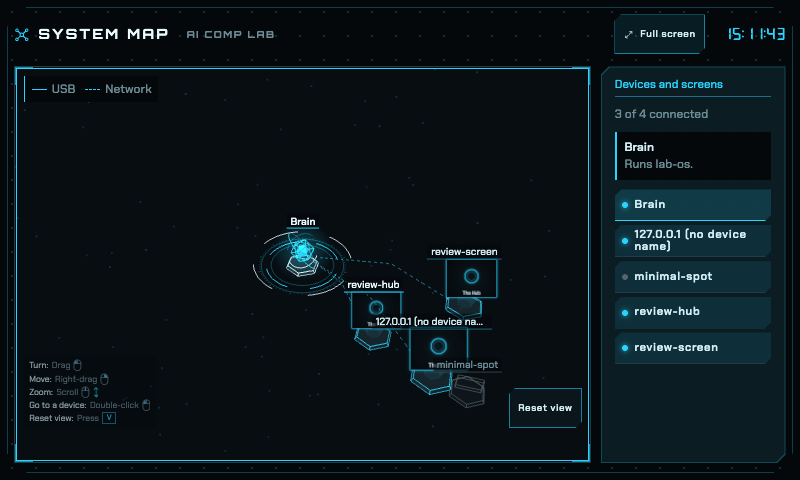 SYSTEM MAP
AI COMP LAB
Full screen
15:11:43
USB
Network
Devices and screens
3 of 4 connected
Brain
Runs lab-os.
Brain
127.0.0.1 (no device
name)
minimal-spot
review-hub
review-screen
Brain
review-screen
The Hub
review-hub
127.0.0.1 (no device na...
minimal-spot
Turn: Drag
Move: Right-drag
Zoom: Scroll
Go to a device: Double-click
Reset view: Press V
Reset view